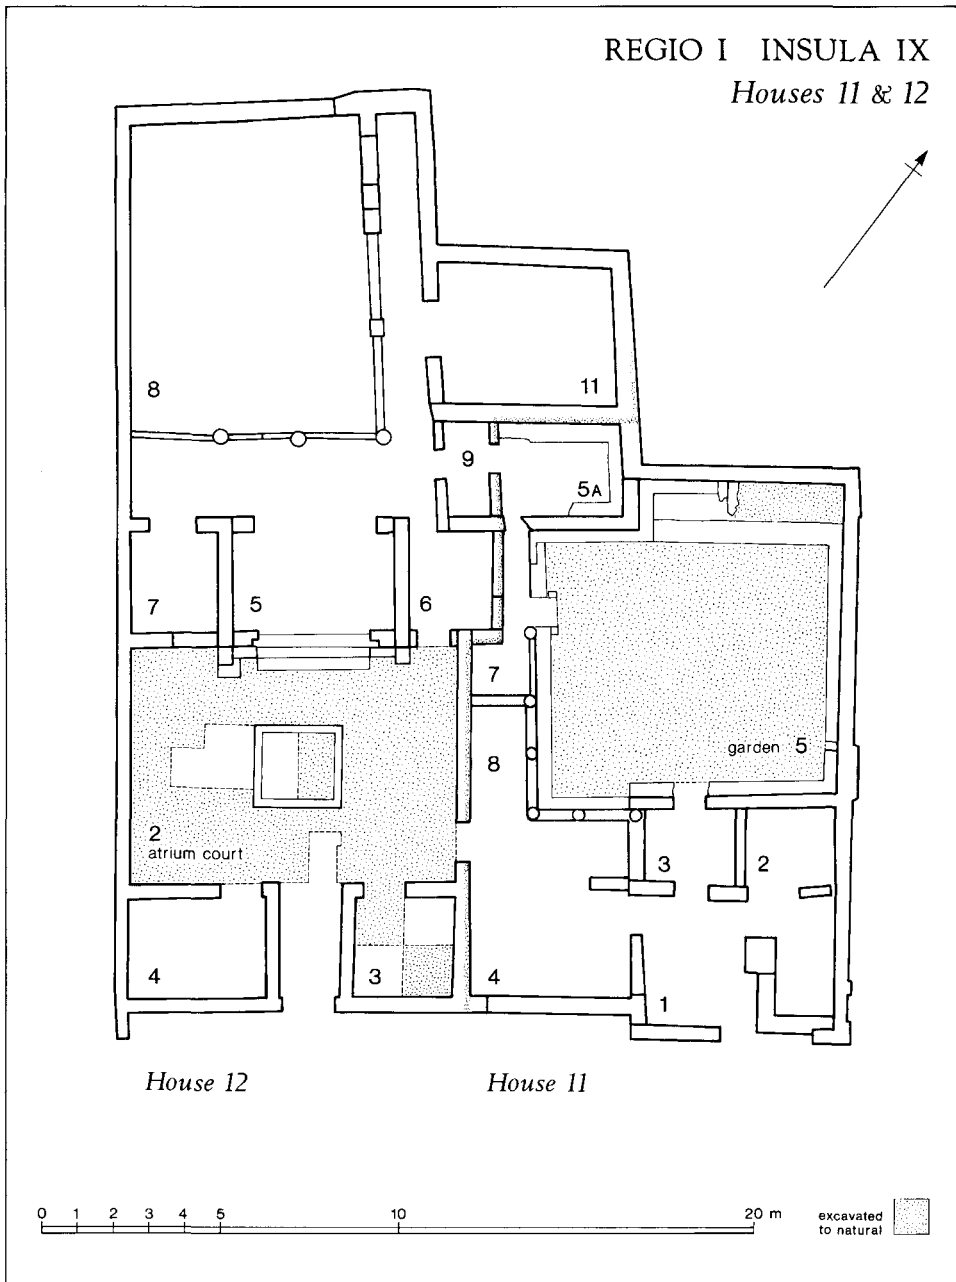 REGIO I INSULA IX
Houses 11 & 12
8
11
9
5A
7
5
6
7
garden 5
8
2
atrium court
3
2
4
3
4
1
House 12
House 11
0 1 2 3 4 5 10 20 m
excavated
to natural